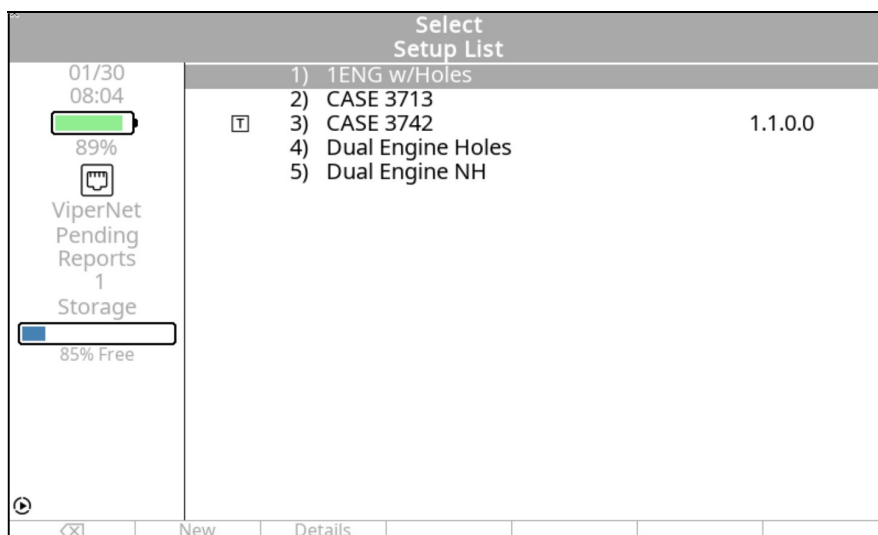 Select
Setup List
01/30
08:04
89%
ViperNet
Pending
Reports
1
Storage
85% Free
1) 1ENG w/Holes
2) CASE 3713
T 3) CASE 3742 1.1.0.0
4) Dual Engine Holes
5) Dual Engine NH
New Details